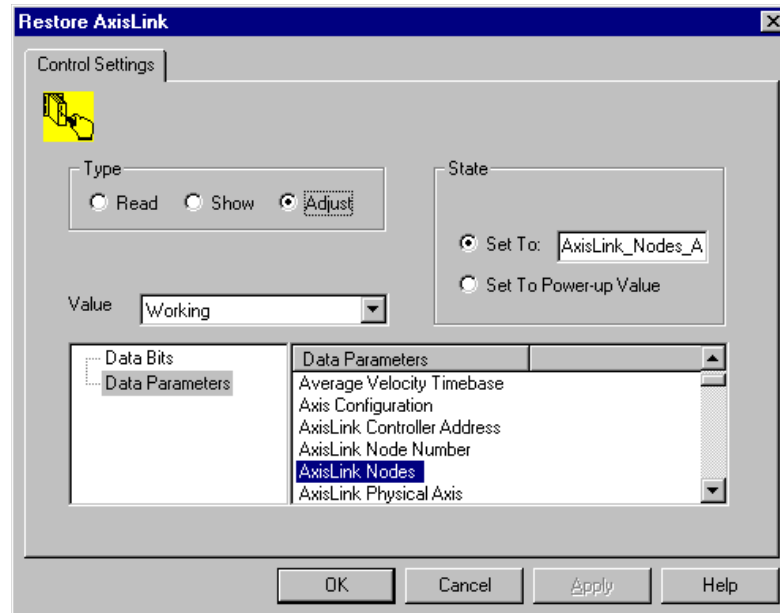 Restore AxisLink
Control Settings
Type
Read
Show
Adjust
State
Set To:
AxisLink_Nodes_A
Set To Power-up Value
Value
Working
Data Bits
Data Parameters
Data Parameters
Average Velocity Timebase
Axis Configuration
AxisLink Controller Address
AxisLink Node Number
AxisLink Nodes
AxisLink Physical Axis
OK
Cancel
Apply
Help